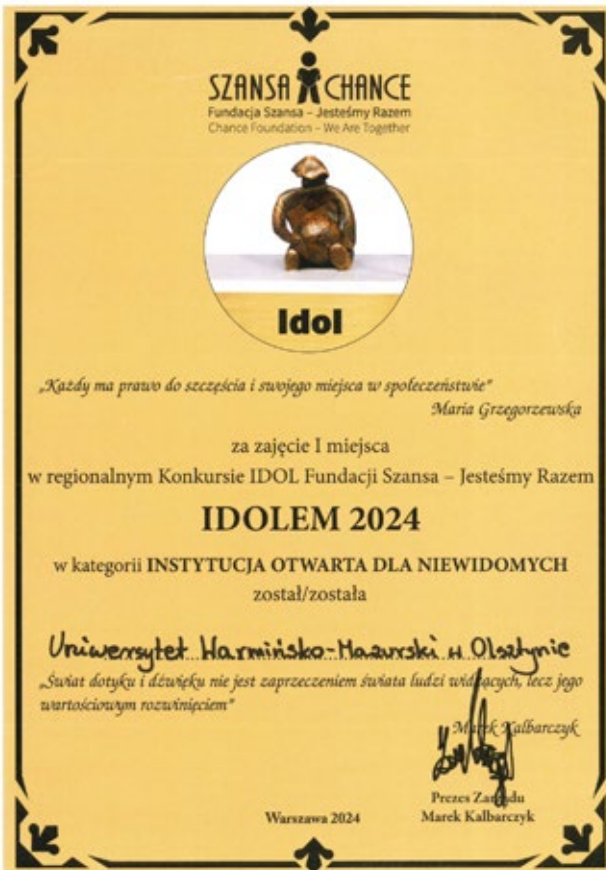 SZANSA CHANCE
Fundacja Szansa – Jesteśmy Razem
Chance Foundation – We Are Together
Idol
„Każdy ma prawo do szczęścia i swojego miejsca w społeczeństwie”
Maria Grzegorzewska
za zajęcie I miejsca
w regionalnym Konkursie IDOL Fundacji Szansa – Jesteśmy Razem
IDOLEM 2024
w kategorii INSTYTUCJA OTWARTA DLA NIEWIDOMYCH
został/została
Uniwersytet Warmińsko-Mazurski w Olsztynie
„Świat dotyku i dźwięku nie jest zaprzeczeniem świata ludzi widzących, lecz jego
wartościowym rozwinięciem”
Marek Kalbarczyk
Prezes Zarządu
Warszawa 2024 Marek Kalbarczyk